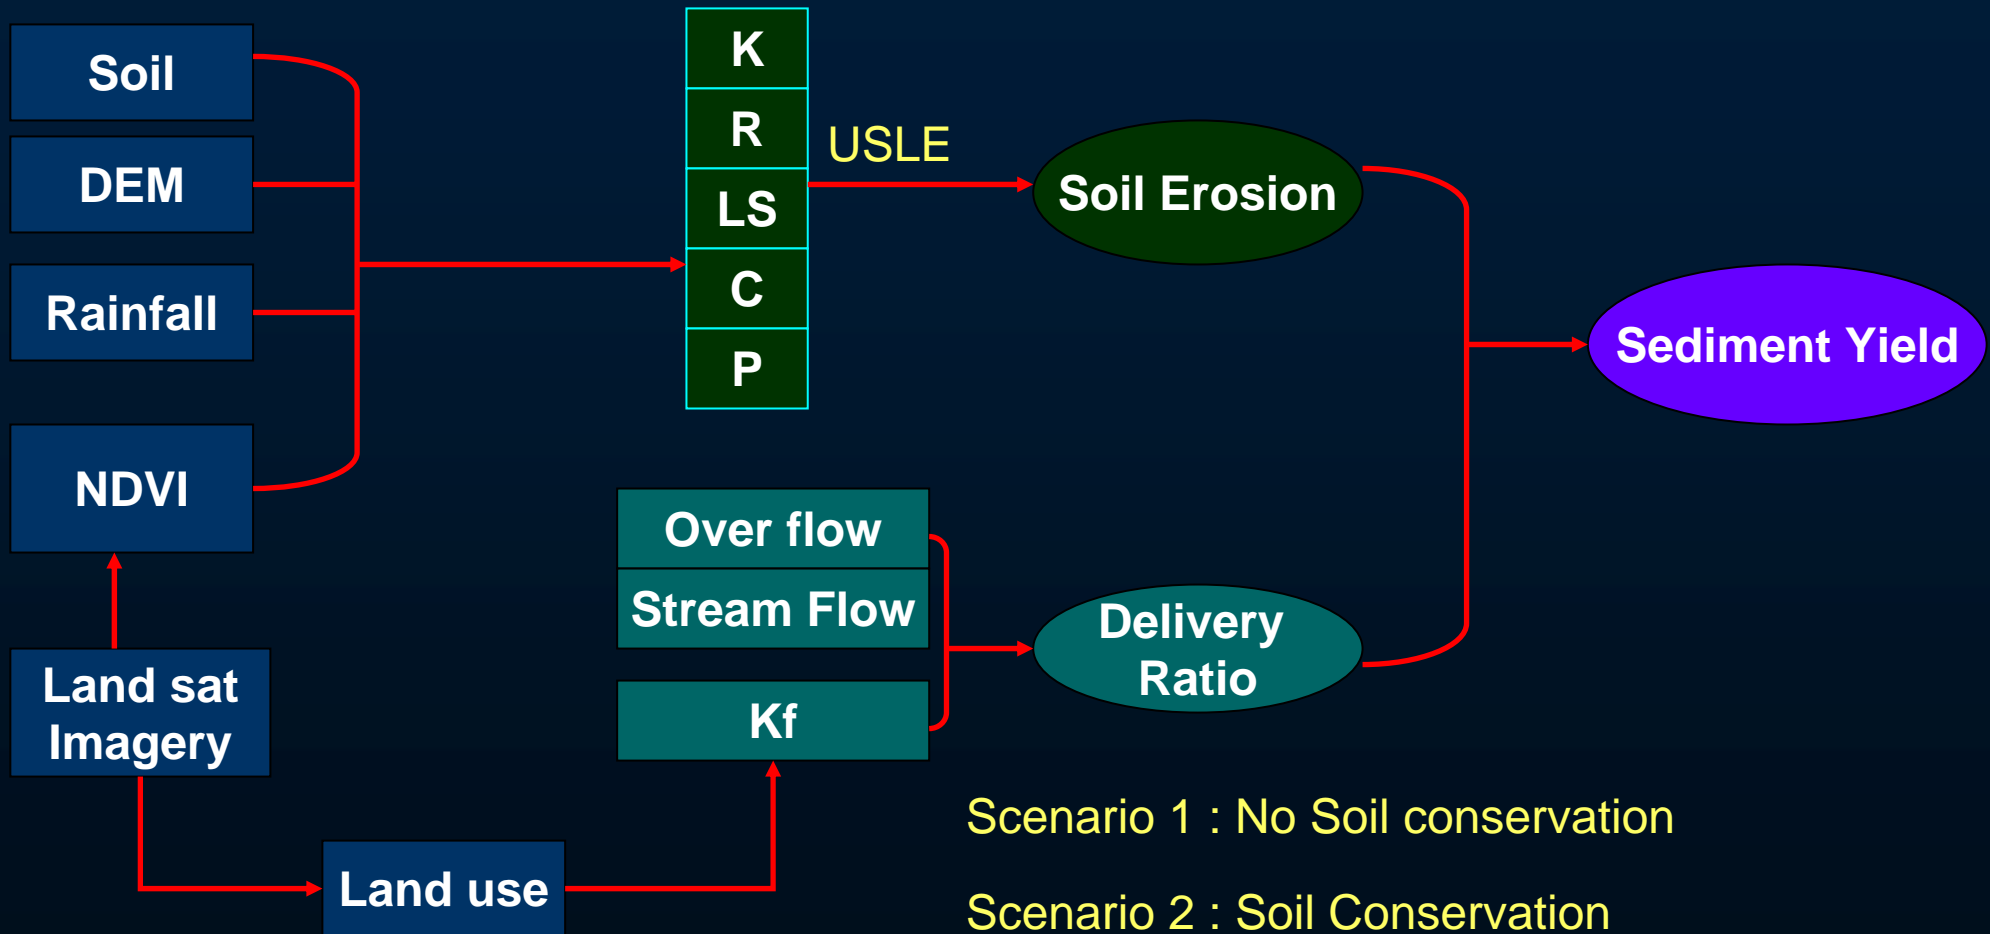 Soil
DEM
Rainfall
NDVI
Land sat
Imagery
Land use
K
R
LS
C
P
USLE
Soil Erosion
Over flow
Stream Flow
Kf
Delivery
Ratio
Sediment Yield
Scenario 1 : No Soil conservation
Scenario 2 : Soil Conservation